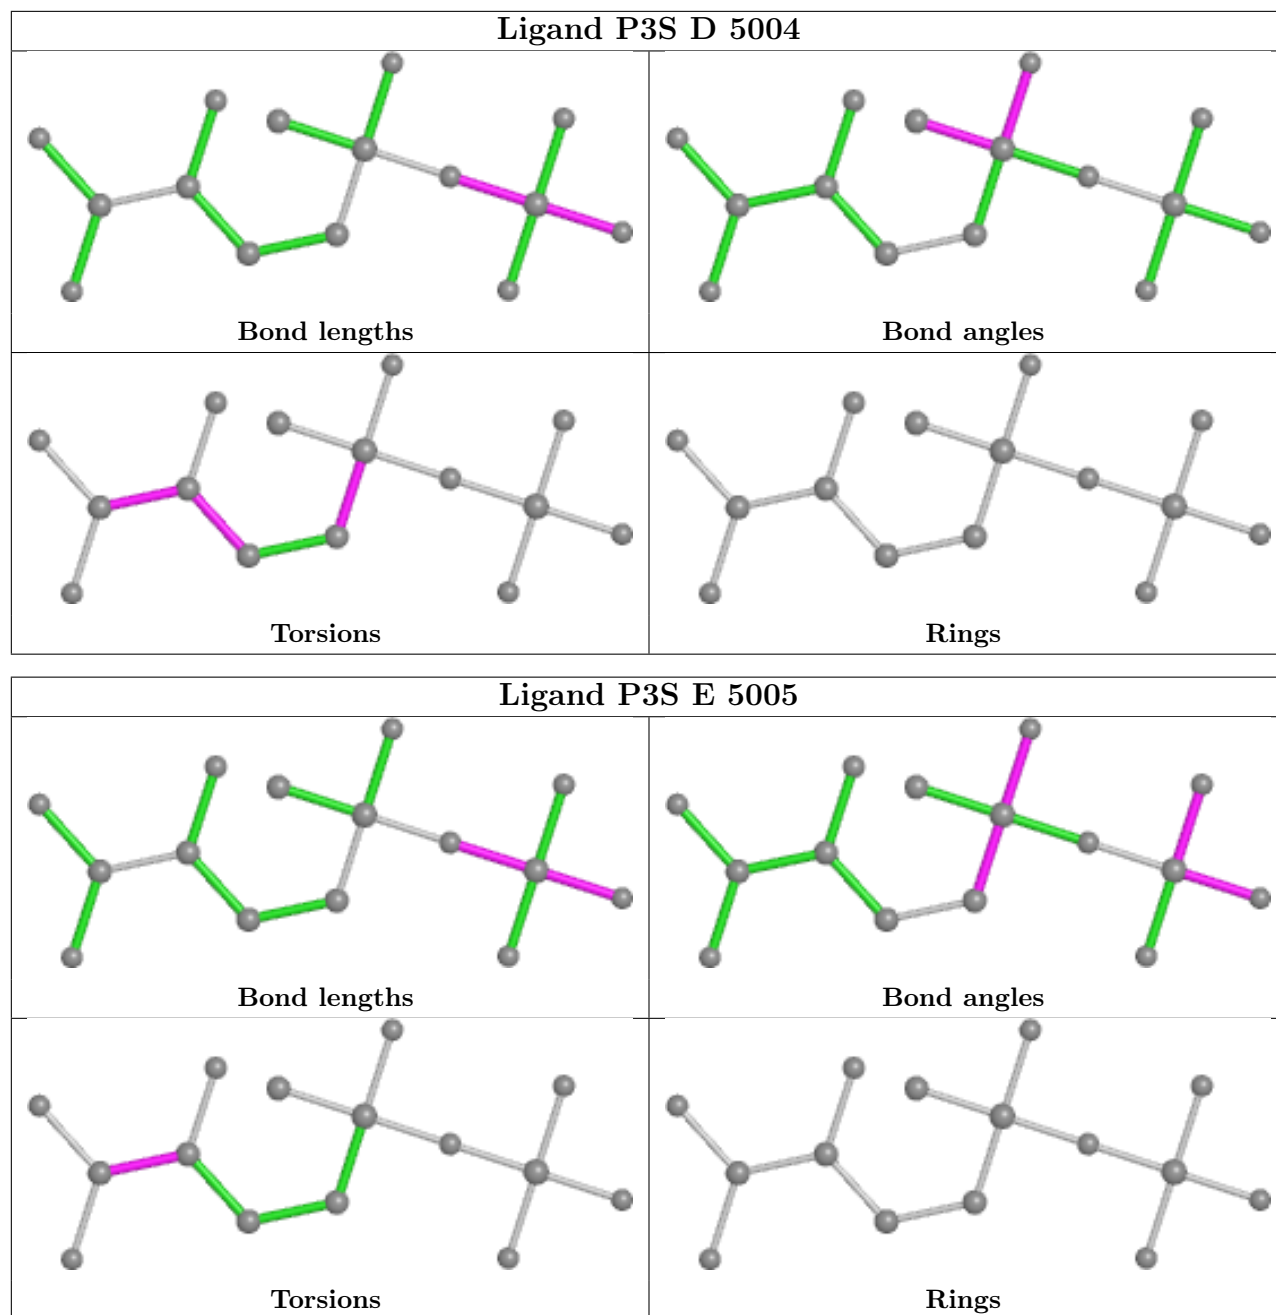 Ligand P3S D 5004
Bond lengths
Bond angles
Torsions
Rings
Ligand P3S E 5005
Bond lengths
Bond angles
Torsions
Rings